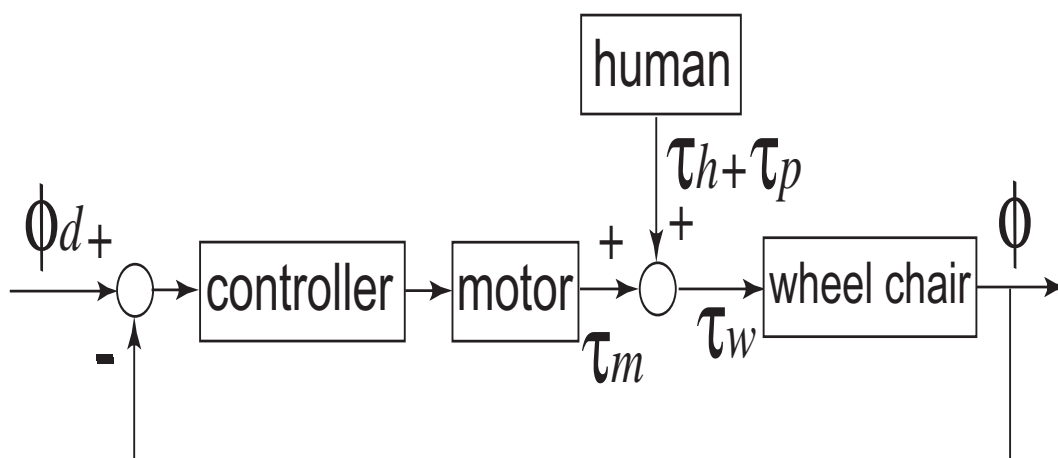 human
τh+τp
ϕd
+
+
+
ϕ
controller
motor
wheel chair
-
τm
τw